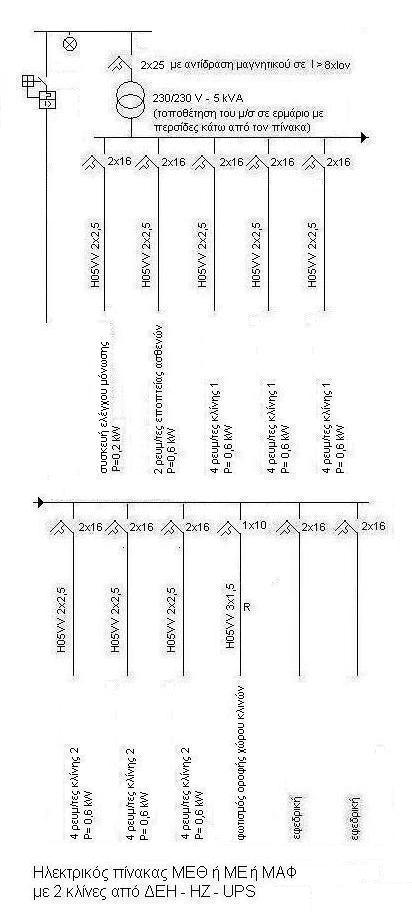 2x25 με αντίδραση μαγνητικού σε Ι > 8xIον
230/230 V - 5 kVA
(τοποθέτηση του μ/σ σε ερμάριο με
περσίδες κάτω από τον πίνακα)
2x16
2x16
2x16
2x16
2x16
H05VV 2x2,5
H05VV 2x2,5
H05VV 2x2,5
H05VV 2x2,5
H05VV 2x2,5
συσκευή ελέγχου μόνωσης
P=0,2 kW
2 ρευμ/τες εποπτείας ασθενών
P=0,6 kW
4 ρευμ/τες κλίνης 1
P= 0,6 kW
4 ρευμ/τες κλίνης 1
P= 0,6 kW
4 ρευμ/τες κλίνης 1
P= 0,6 kW
2x16
2x16
2x16
1x10
2x16
2x16
H05VV 2x2,5
H05VV 2x2,5
H05VV 2x2,5
H05VV 3x1,5
R
4 ρευμ/τες κλίνης 2
P= 0,6 kW
4 ρευμ/τες κλίνης 2
P= 0,6 kW
4 ρευμ/τες κλίνης 2
P= 0,6 kW
φωτισμός οροφής χώρου κλινών
εφεδρική
εφεδρική
Ηλεκτρικός πίνακας ΜΕΘ ή ΜΕ ή ΜΑΦ
με 2 κλίνες από ΔΕΗ - ΗΖ - UPS